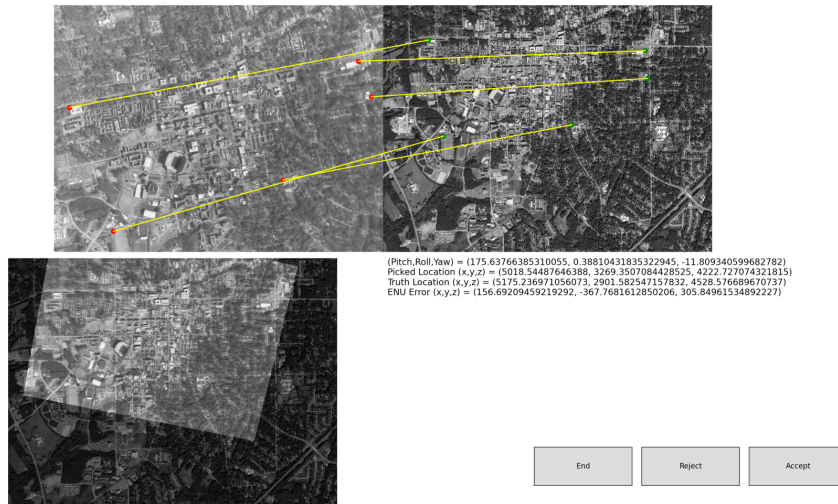 (Pitch,Roll,Yaw) = (175.63766385310055, 0.38810431835322945, -11.809340599682782)
Picked Location (x,y,z) = (5018.54487646388, 3269.3507084428525, 4222.727074321815)
Truth Location (x,y,z) = (5175.236971056073, 2901.582547157832, 4528.576689670737)
ENU Error (x,y,z) = (156.69209459219292, -367.7681612850206, 305.84961534892227)
End
Reject
Accept